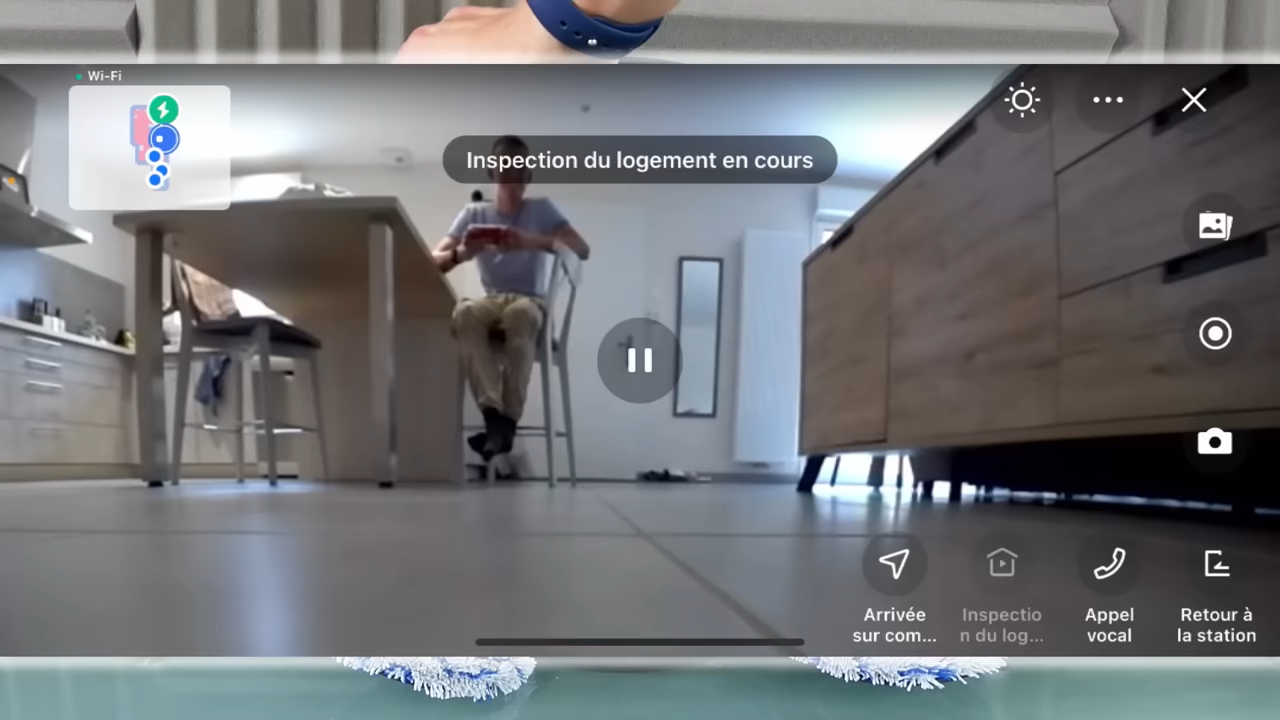 Wi-Fi
Inspection du logement en cours
Arrivée
sur com...
Inspectio
n du log...
Appel
vocal
Retour à
la station